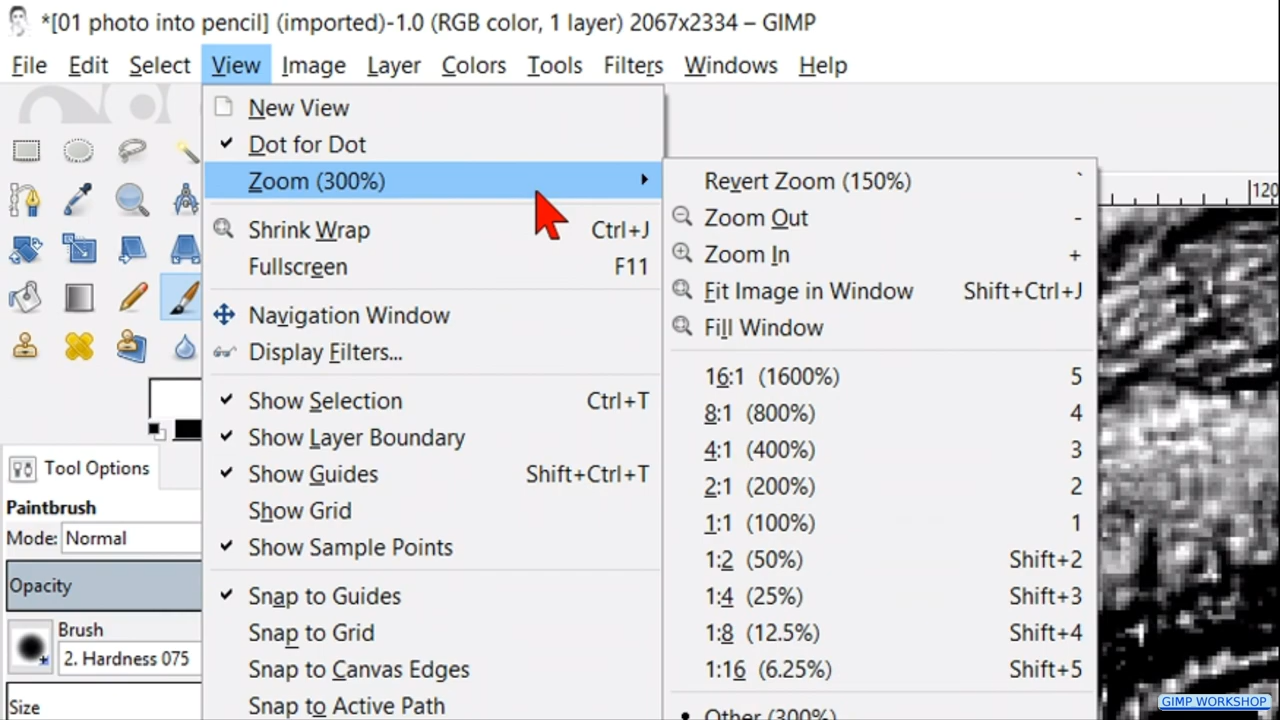 *[01 photo into pencil] (imported)-1.0 (RGB color, 1 layer) 2067x2334 – GIMP
File Edit Select View Image Layer Colors Tools Filters Windows Help
New View
Dot for Dot
Zoom (300%)
Shrink Wrap Ctrl+J
Fullscreen F11
Navigation Window
Display Filters...
Show Selection Ctrl+T
Show Layer Boundary
Show Guides Shift+Ctrl+T
Show Grid
Show Sample Points
Snap to Guides
Snap to Grid
Snap to Canvas Edges
Snap to Active Path
Revert Zoom (150%) `
Zoom Out -
Zoom In +
Fit Image in Window Shift+Ctrl+J
Fill Window
16:1 (1600%) 5
8:1 (800%) 4
4:1 (400%) 3
2:1 (200%) 2
1:1 (100%) 1
1:2 (50%) Shift+2
1:4 (25%) Shift+3
1:8 (12.5%) Shift+4
1:16 (6.25%) Shift+5
Other (300%)
120
Tool Options
Paintbrush
Mode: Normal
Opacity
Brush
2. Hardness 075
Size
GIMP WORKSHOP